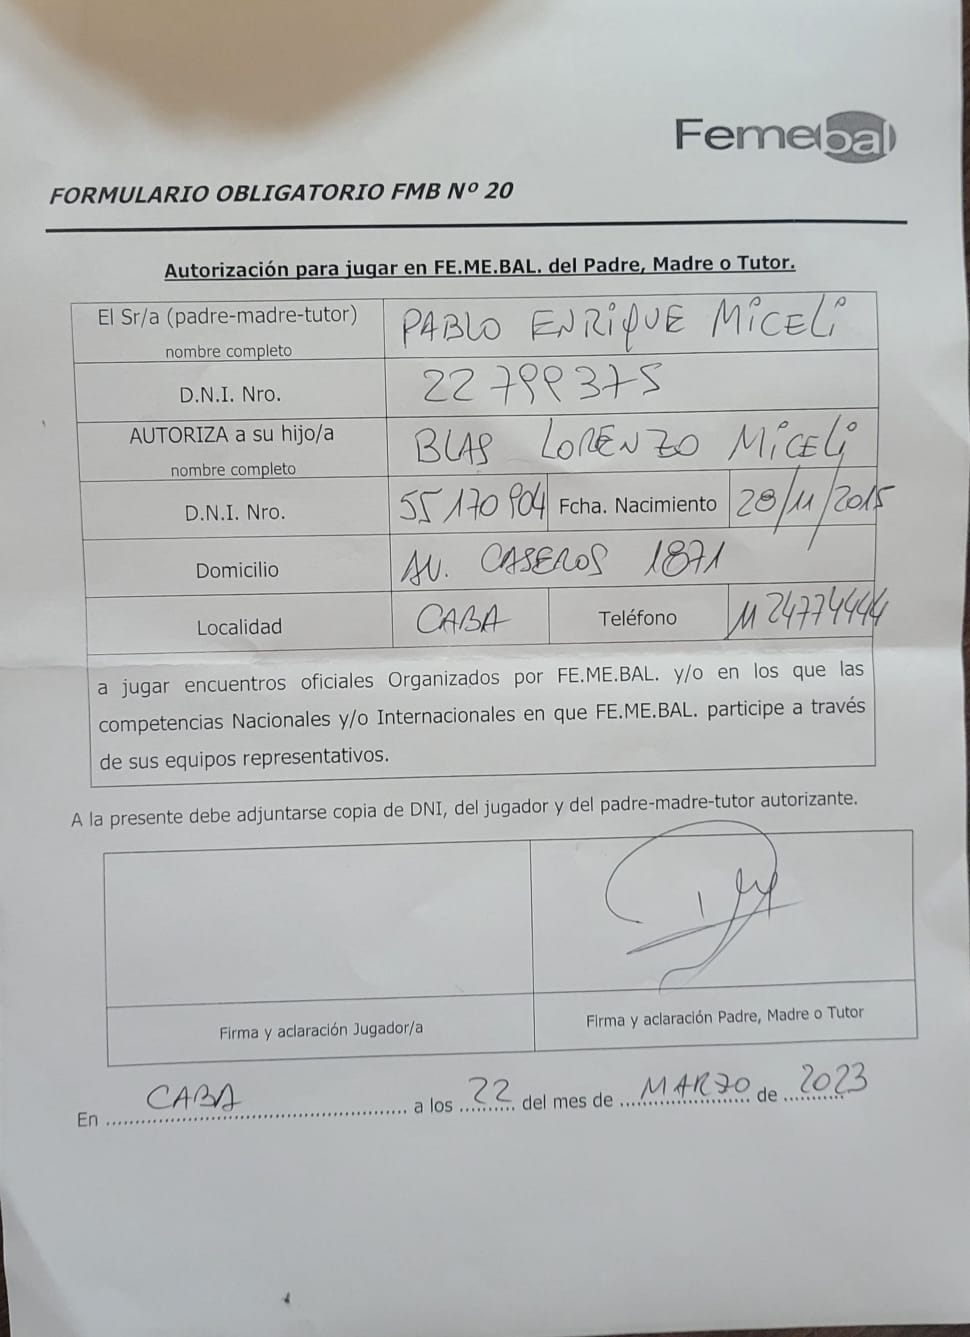 Femebal
FORMULARIO OBLIGATORIO FMB Nº 20
Autorización para jugar en FE.ME.BAL. del Padre, Madre o Tutor.
El Sr/a (padre-madre-tutor)
nombre completo
PABLO ENRIQUE MICELI
D.N.I. Nro.
22799375
AUTORIZA a su hijo/a
nombre completo
BLAS LORENZO MICELI
D.N.I. Nro. 55170904 Fcha. Nacimiento 28/11/2015
Domicilio AV. CASEROS 1871
Localidad CABA Teléfono 11 24774444
a jugar encuentros oficiales Organizados por FE.ME.BAL. y/o en los que las
competencias Nacionales y/o Internacionales en que FE.ME.BAL. participe a través
de sus equipos representativos.
A la presente debe adjuntarse copia de DNI, del jugador y del padre-madre-tutor autorizante.
Firma y aclaración Jugador/a Firma y aclaración Padre, Madre o Tutor
En CABA a los 22 del mes de MARZO de 2023